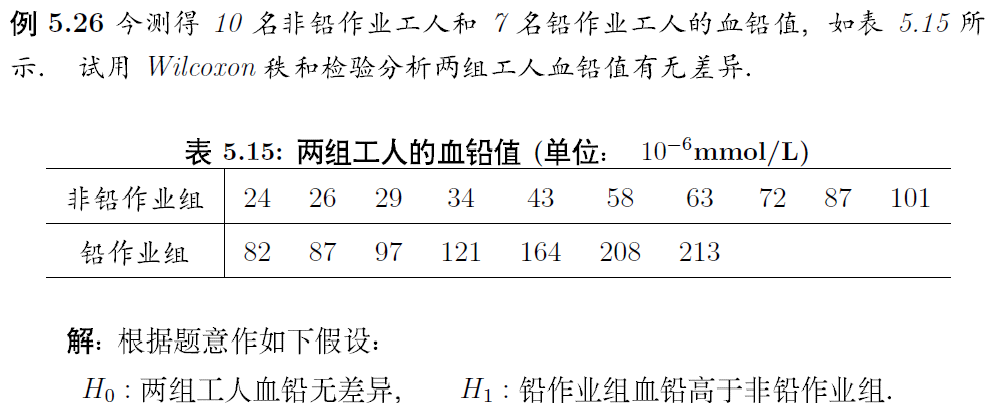 例 5.26 今测得 10 名非铅作业工人和 7 名铅作业工人的血铅值, 如表 5.15 所
示. 试用 Wilcoxon 秩和检验分析两组工人血铅值有无差异.
表 5.15: 两组工人的血铅值 (单位: 10⁻⁶mmol/L)
非铅作业组 24 26 29 34 43 58 63 72 87 101
铅作业组 82 87 97 121 164 208 213
解: 根据题意作如下假设:
H₀ : 两组工人血铅无差异, H₁ : 铅作业组血铅高于非铅作业组.